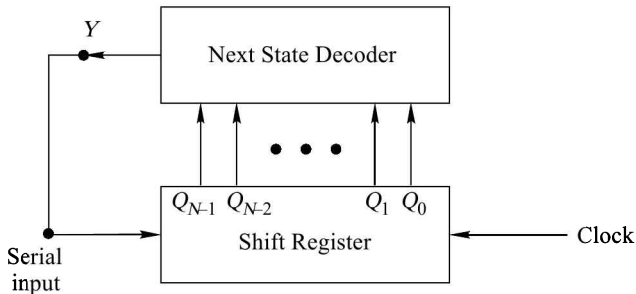 Y
Next State Decoder
Q_{N-1} Q_{N-2} Q_1 Q_0
Shift Register
Clock
Serial
input